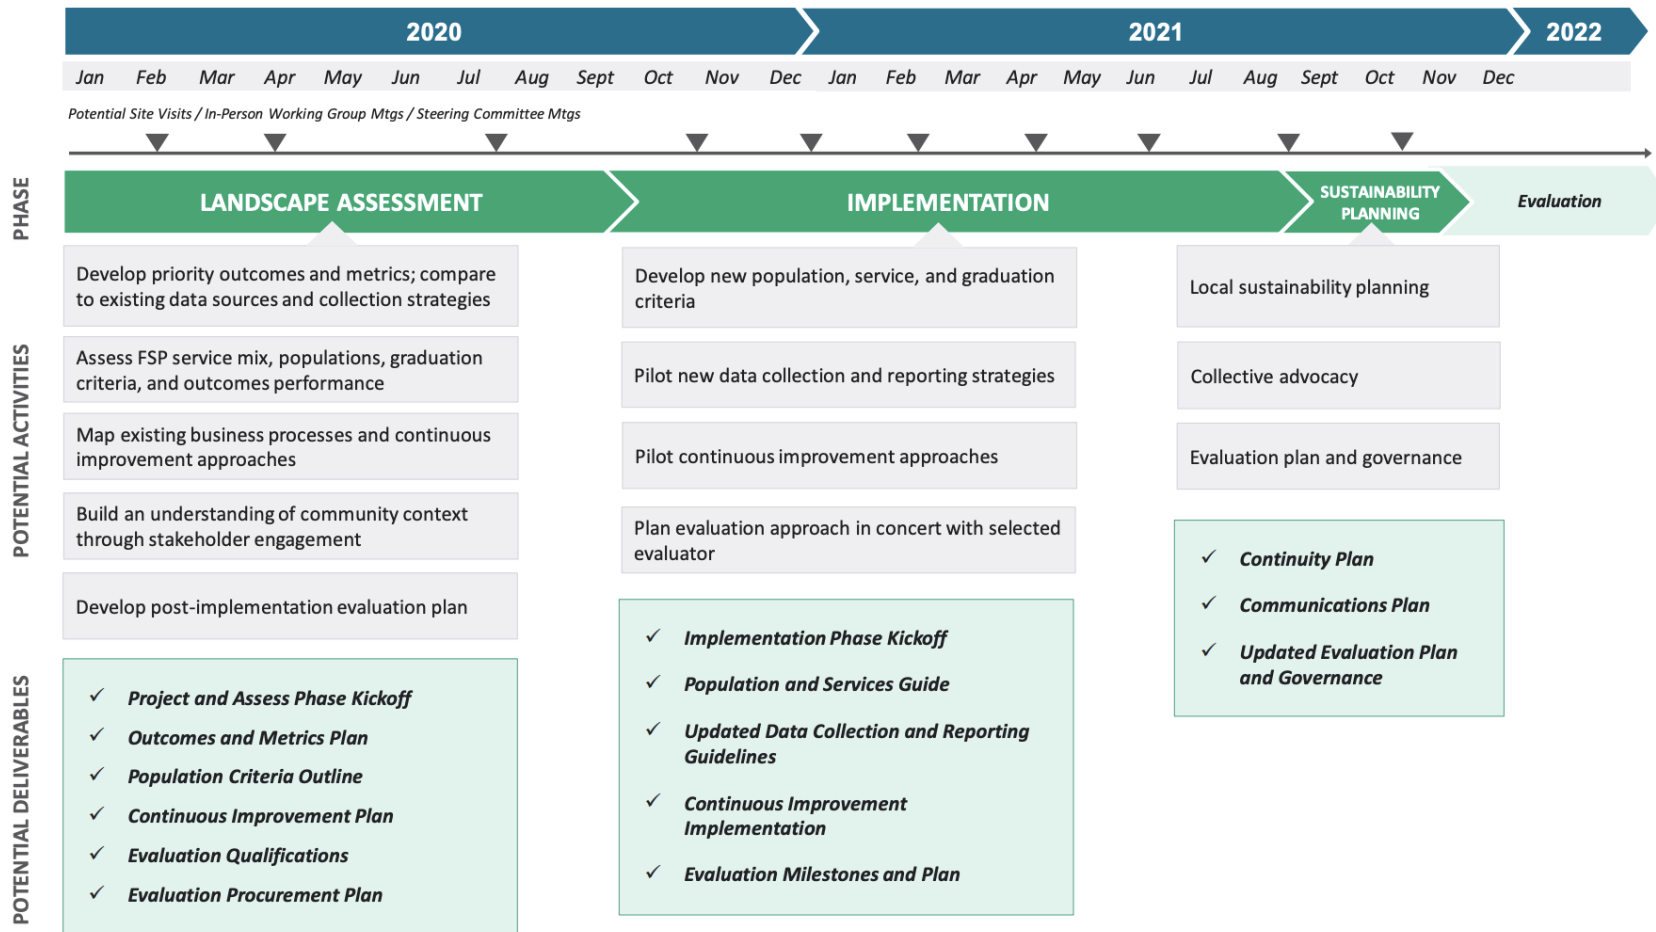 2020
2021
2022
Jan Feb Mar Apr May Jun Jul Aug Sept Oct Nov Dec Jan Feb Mar Apr May Jun Jul Aug Sept Oct Nov Dec
Potential Site Visits / In-Person Working Group Mtgs / Steering Committee Mtgs
PHASE
LANDSCAPE ASSESSMENT
IMPLEMENTATION
SUSTAINABILITY
PLANNING
Evaluation
POTENTIAL ACTIVITIES
Develop priority outcomes and metrics; compare
to existing data sources and collection strategies
Assess FSP service mix, populations, graduation
criteria, and outcomes performance
Map existing business processes and continuous
improvement approaches
Build an understanding of community context
through stakeholder engagement
Develop post-implementation evaluation plan
Develop new population, service, and graduation
criteria
Pilot new data collection and reporting strategies
Pilot continuous improvement approaches
Plan evaluation approach in concert with selected
evaluator
Local sustainability planning
Collective advocacy
Evaluation plan and governance
POTENTIAL DELIVERABLES
✓ Project and Assess Phase Kickoff
✓ Outcomes and Metrics Plan
✓ Population Criteria Outline
✓ Continuous Improvement Plan
✓ Evaluation Qualifications
✓ Evaluation Procurement Plan
✓ Implementation Phase Kickoff
✓ Population and Services Guide
✓ Updated Data Collection and Reporting
Guidelines
✓ Continuous Improvement
Implementation
✓ Evaluation Milestones and Plan
✓ Continuity Plan
✓ Communications Plan
✓ Updated Evaluation Plan
and Governance